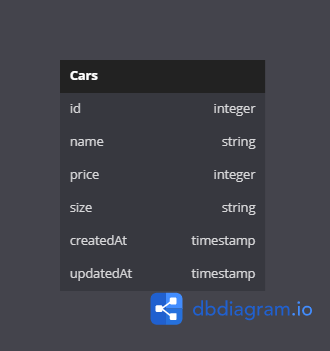 Cars
id integer
name string
price integer
size string
createdAt timestamp
updatedAt timestamp
dbdiagram.io